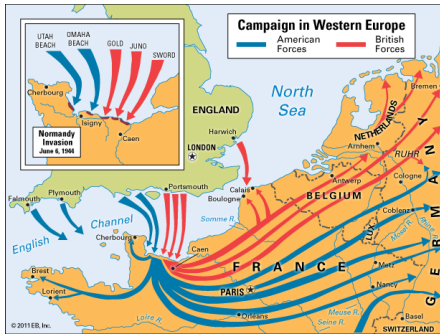 Campaign in Western Europe
American Forces
British Forces
UTAH BEACH
OMAHA BEACH
GOLD
JUNO
SWORD
Cherbourg
Isigny
Caen
Normandy
Invasion
June 6, 1944
ENGLAND
North
Sea
Harwich
LONDON
Portsmouth
Plymouth
Falmouth
English
Channel
Cherbourg
Caen
Calais
Boulogne
Somme R.
Brest
Lorient
Loire R.
PARIS
Orléans
FRANCE
Seine R.
Meuse R.
BELGIUM
Antwerp
NETHERLANDS
Arnhem
RUHR
Bremen
Cologne
Coblenz
LUX.
Mosel R.
Metz
Nancy
Basel
GERMANY
SWITZERLAND
© 2011 EB, Inc.